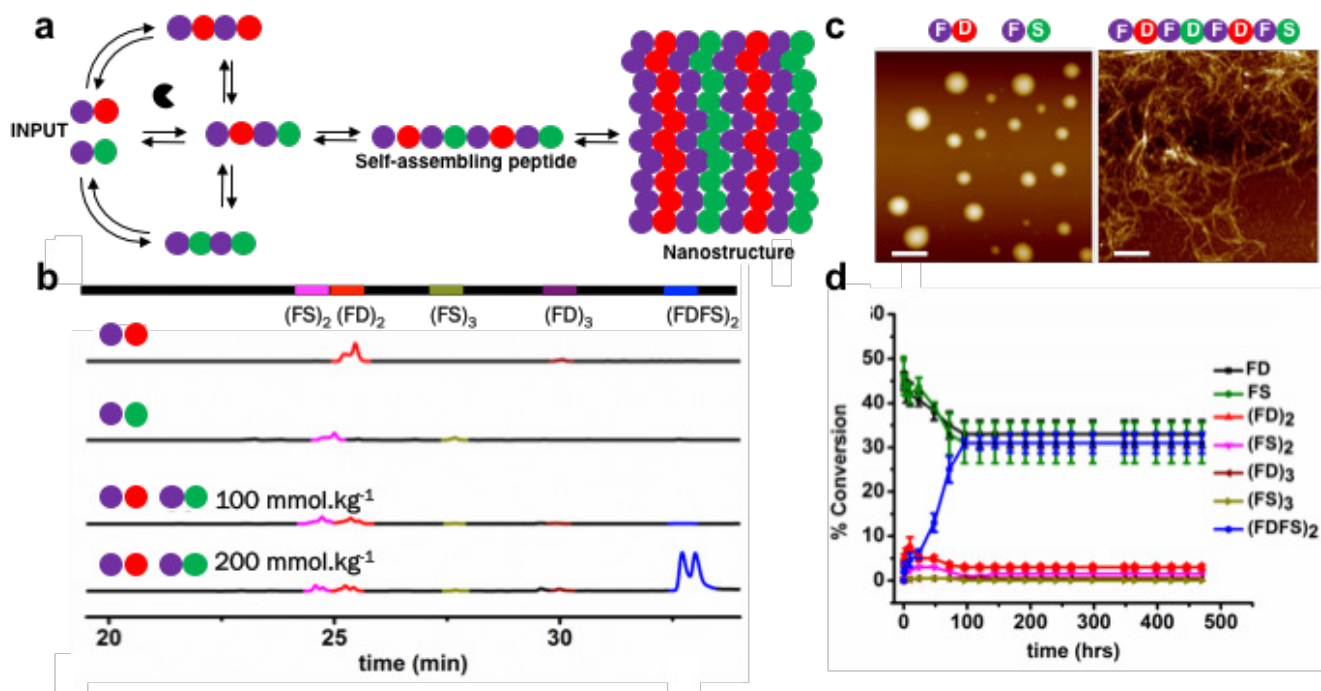 a
INPUT
Self-assembling peptide
Nanostructure
b
(FS)₂ (FD)₂ (FS)₃ (FD)₃ (FDFS)₂
100 mmol.kg⁻¹
200 mmol.kg⁻¹
20 25 30
time (min)
c
F D F S F D F D F D F S
% Conversion
50
40
30
20
10
0
FD
FS
(FD)₂
(FS)₂
(FD)₃
(FS)₃
(FDFS)₂
0 100 200 300 400 500
time (hrs)
d